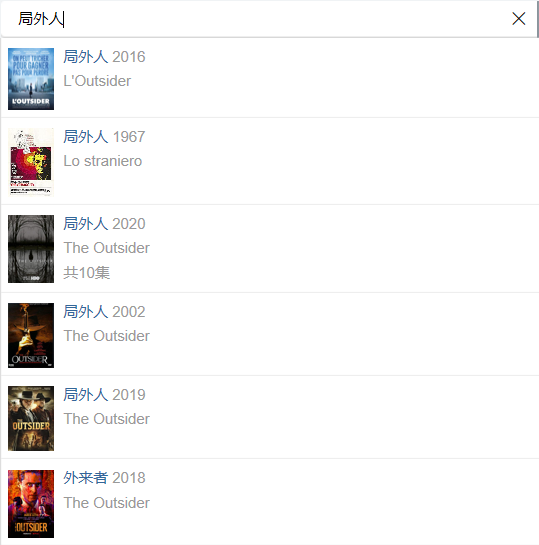 局外人
局外人 2016
L'Outsider
ON PEUT TRICHER
POUR GAGNER
PAS POUR PERDRE
L'OUTSIDER
局外人 1967
Lo straniero
局外人 2020
The Outsider
共10集
局外人 2002
The Outsider
OUTSIDER
局外人 2019
The Outsider
OUTSIDER
外来者 2018
The Outsider
OUTSIDER